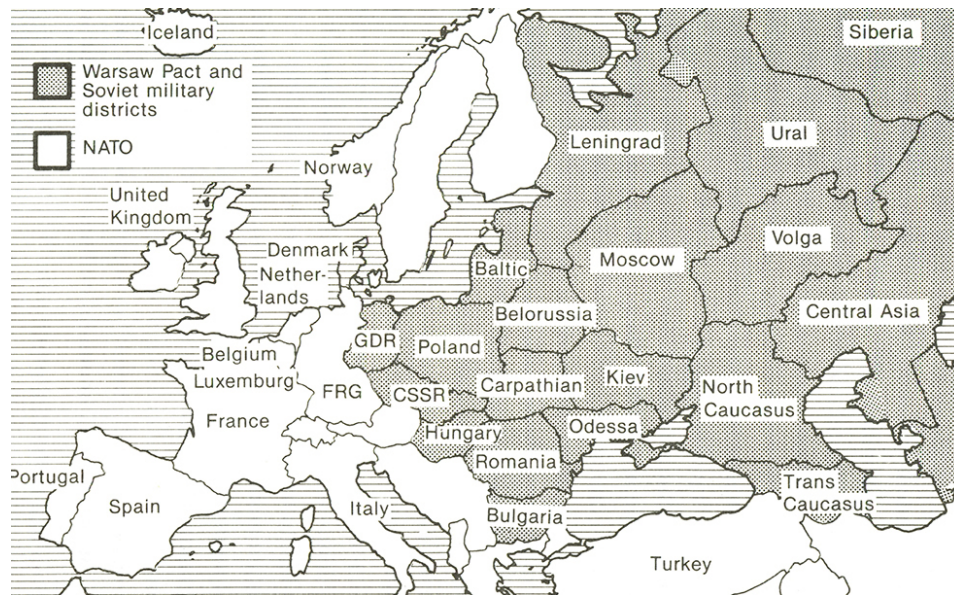 Iceland
Siberia
Warsaw Pact and
Soviet military
districts
NATO
Ural
Leningrad
Norway
United
Kingdom
Volga
Denmark
Nether-
lands
Moscow
Baltic
Belorussia
Central Asia
GDR
Poland
Belgium
Luxemburg
Kiev
FRG
CSSR
Carpathian
North
Caucasus
France
Odessa
Hungary
Romania
Portugal
Spain
Italy
Trans
Caucasus
Bulgaria
Turkey